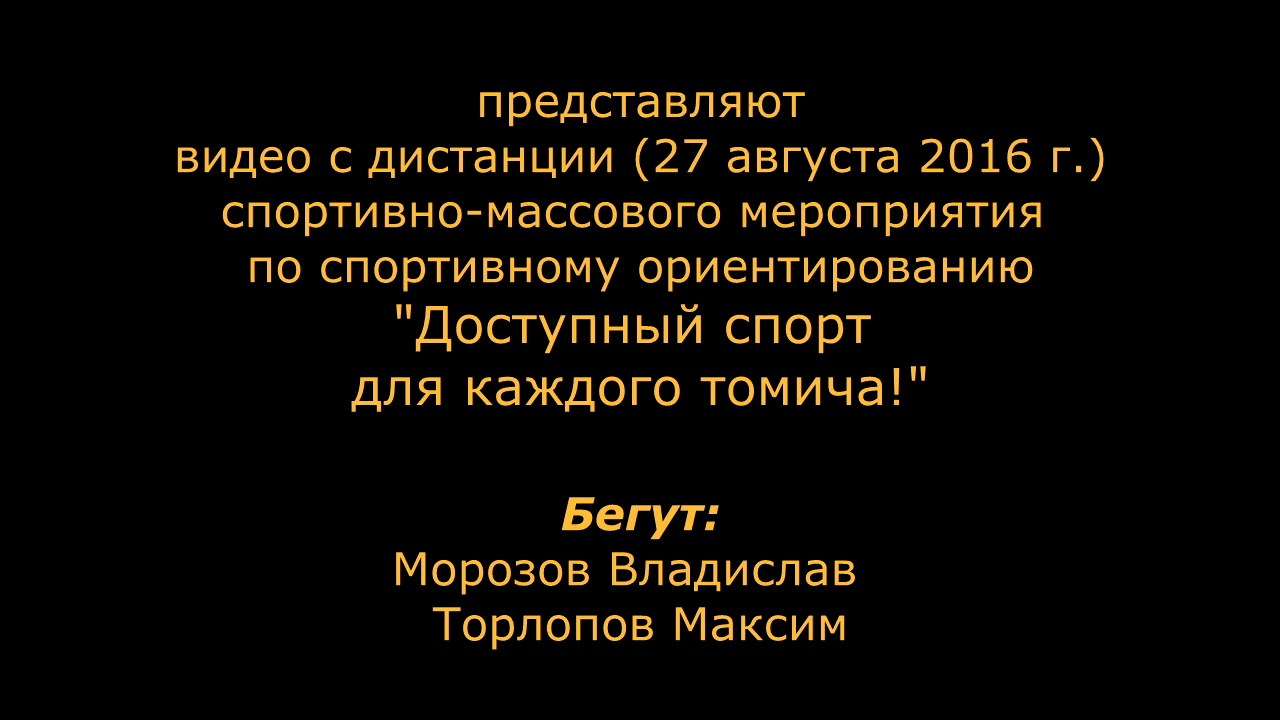 представляют
видео с дистанции (27 августа 2016 г.)
спортивно-массового мероприятия
по спортивному ориентированию
"Доступный спорт
для каждого томича!"
Бегут:
Морозов Владислав
Торлопов Максим